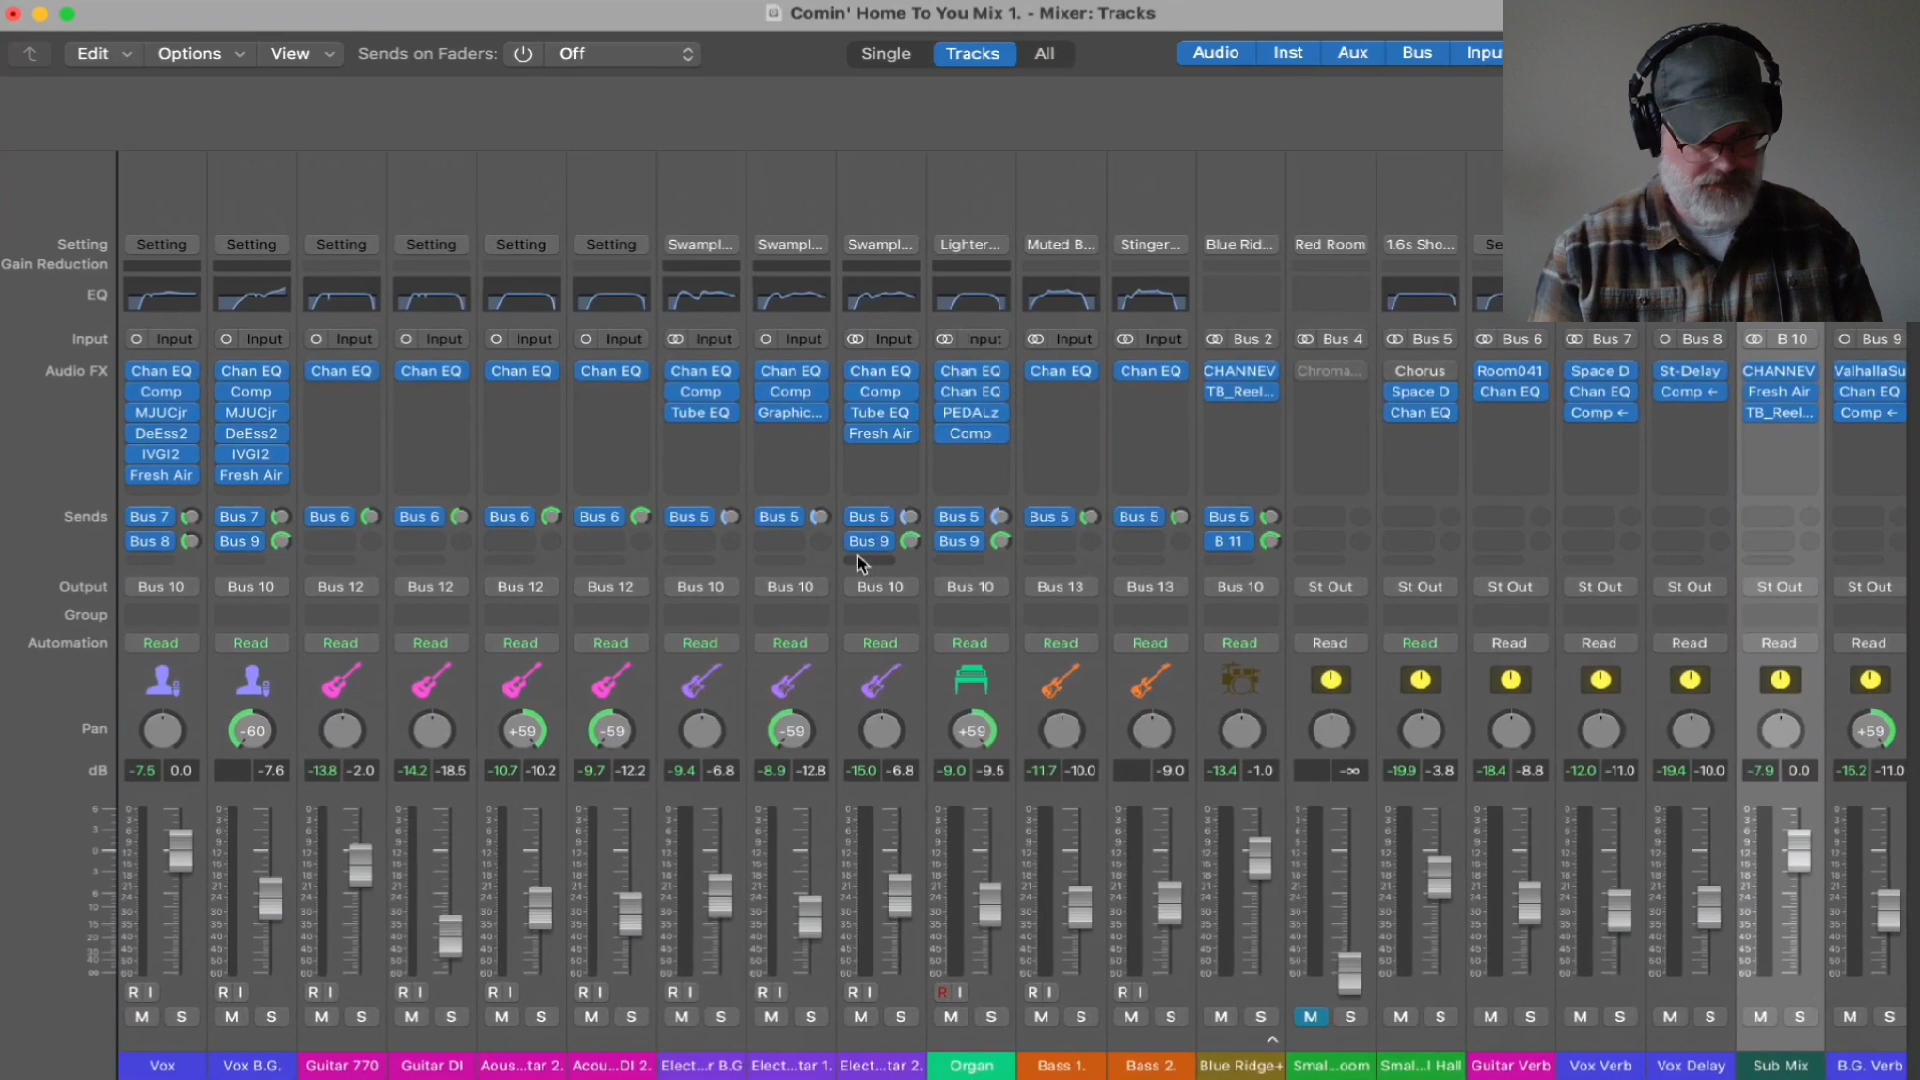 Comin' Home To You Mix 1. - Mixer: Tracks
Edit Options View Sends on Faders: Off Single Tracks All Audio Inst Aux Bus
Setting Setting Setting Setting Setting Setting Setting Swampl... Swampl... Swampl... Lighter... Muted B... Stinger... Blue Rid... Red Room 1.6s Sho...
Gain Reduction
EQ
Input Input Input Input Input Input Input Input Input Input Input Input Input Bus 2 Bus 4 Bus 5 Bus 6 Bus 7 Bus 8 B 10 Bus 9
Audio FX Chan EQ Chan EQ Chan EQ Chan EQ Chan EQ Chan EQ Chan EQ Chan EQ Chan EQ Chan EQ Chan EQ Chan EQ CHANNEV Chroma... Chorus Room041 Space D St-Delay CHANNEV ValhallaSu
Comp Comp Comp Comp Comp Chan EQ TB_Reel... Space D Chan EQ Chan EQ Comp ← Fresh Air Chan EQ
MJUCjr MJUCjr Tube EQ Graphic... Tube EQ PEDALz Chan EQ Comp ← TB_Reel... Comp ←
DeEss2 DeEss2 Fresh Air Comp
IVGI2 IVGI2
Fresh Air Fresh Air
Sends Bus 7 Bus 7 Bus 6 Bus 6 Bus 6 Bus 6 Bus 5 Bus 5 Bus 5 Bus 5 Bus 5 Bus 5 Bus 5
Bus 8 Bus 9 Bus 9 Bus 9 B 11
Output Bus 10 Bus 10 Bus 12 Bus 12 Bus 12 Bus 12 Bus 10 Bus 10 Bus 10 Bus 10 Bus 13 Bus 13 Bus 10 St Out St Out St Out St Out St Out St Out St Out
Group
Automation Read Read Read Read Read Read Read Read Read Read Read Read Read Read Read Read Read Read Read Read
Pan -60 +59 -59 -59 +59 +59
dB -7.5 0.0 -7.6 -13.8 -2.0 -14.2 -18.5 -10.7 -10.2 -9.7 -12.2 -9.4 -6.8 -8.9 -12.8 -15.0 -6.8 -9.0 -9.5 -11.7 -10.0 -9.0 -13.4 -1.0 -∞ -19.9 -3.8 -18.4 -8.8 -12.0 -11.0 -19.4 -10.0 -7.9 0.0 -15.2 -11.0
R I R I R I R I R I R I R I R I R I R I R I R I
M S M S M S M S M S M S M S M S M S M S M S M S M S M S M S M S M S M S M S M S
Vox Vox B.G. Guitar 770 Guitar DI Aous...tar 2. Acou...DI 2. Elect...r B.G Elect...tar 1. Elect...tar 2. Organ Bass 1. Bass 2. Blue Ridge+ Smal...oom Smal...l Hall Guitar Verb Vox Verb Vox Delay Sub Mix B.G. Verb